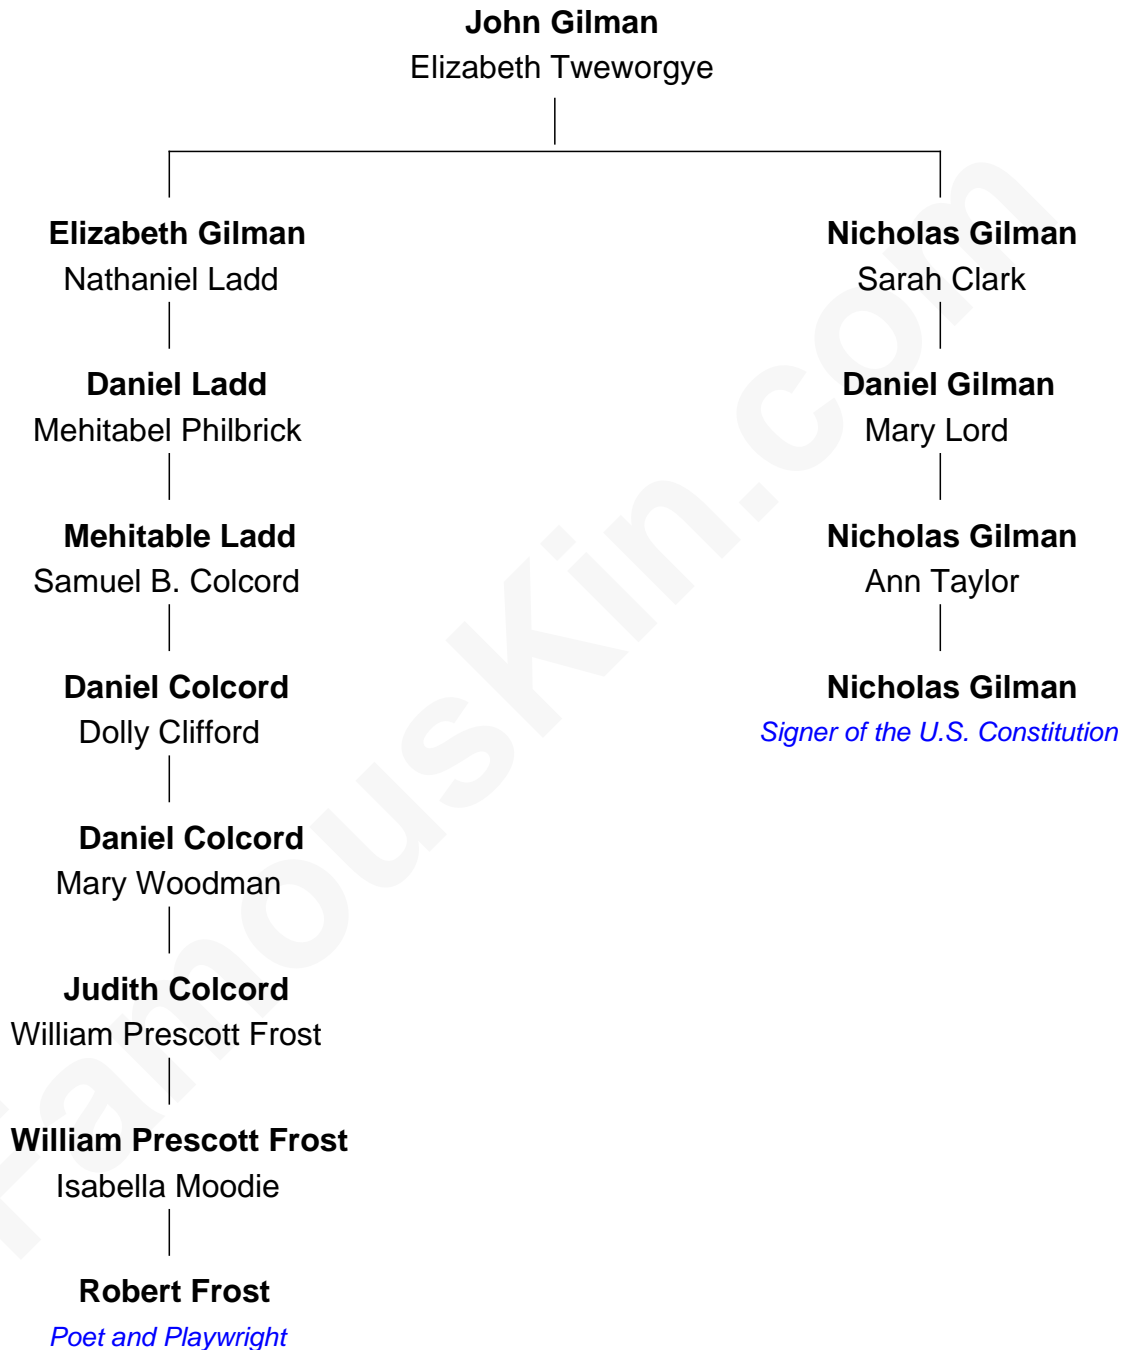 John Gilman
Elizabeth Tweworgye
Elizabeth Gilman
Nathaniel Ladd
Nicholas Gilman
Sarah Clark
Daniel Ladd
Mehitabel Philbrick
Daniel Gilman
Mary Lord
Mehitable Ladd
Samuel B. Colcord
Nicholas Gilman
Ann Taylor
Daniel Colcord
Dolly Clifford
Nicholas Gilman
Signer of the U.S. Constitution
Daniel Colcord
Mary Woodman
Judith Colcord
William Prescott Frost
William Prescott Frost
Isabella Moodie
Robert Frost
Poet and Playwright
FamousKin.com